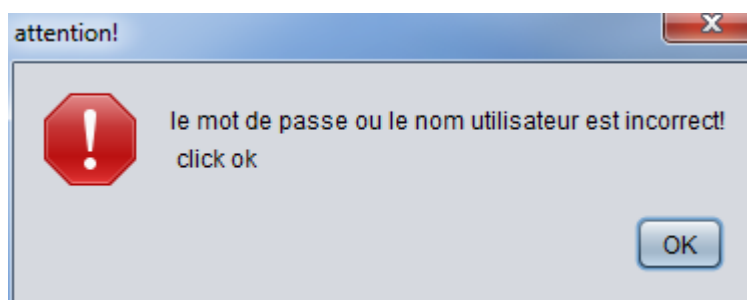 attention!
le mot de passe ou le nom utilisateur est incorrect!
click ok
OK